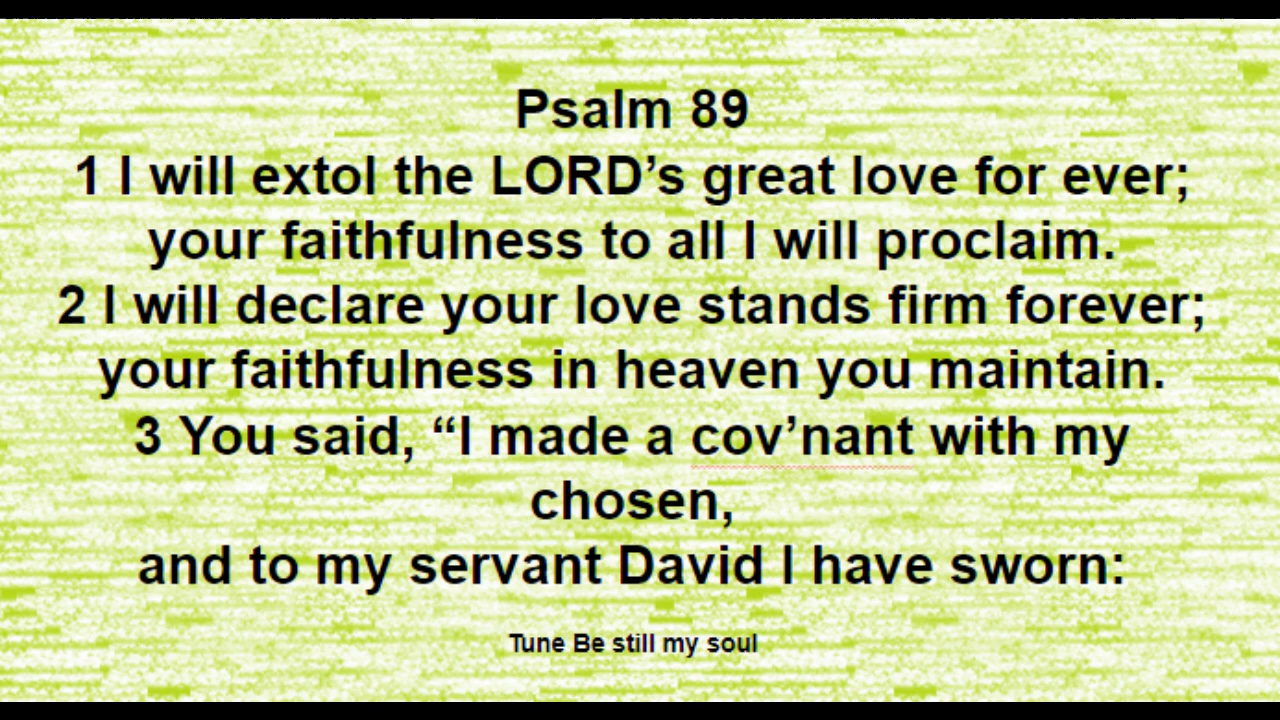 Psalm 89
1 I will extol the LORD’s great love for ever;
your faithfulness to all I will proclaim.
2 I will declare your love stands firm forever;
your faithfulness in heaven you maintain.
3 You said, “I made a cov’nant with my
chosen,
and to my servant David I have sworn:
Tune Be still my soul